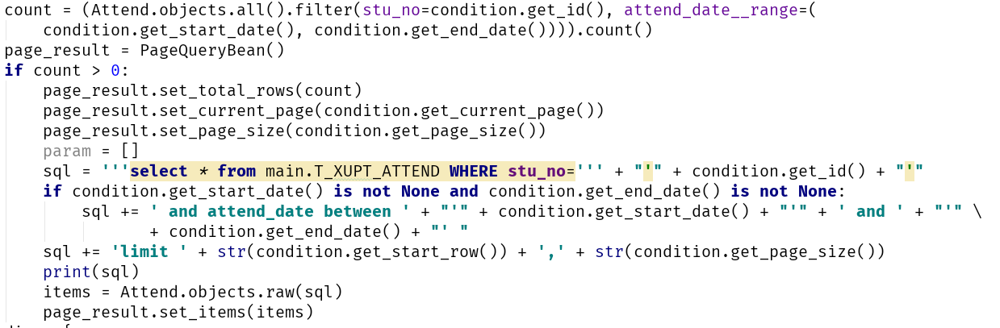 count = (Attend.objects.all().filter(stu_no=condition.get_id(), attend_date__range=(
    condition.get_start_date(), condition.get_end_date()))).count()
page_result = PageQueryBean()
if count > 0:
    page_result.set_total_rows(count)
    page_result.set_current_page(condition.get_current_page())
    page_result.set_page_size(condition.get_page_size())
    param = []
    sql = '''select * from main.T_XUPT_ATTEND WHERE stu_no=''' + "'" + condition.get_id() + "'"
    if condition.get_start_date() is not None and condition.get_end_date() is not None:
        sql += ' and attend_date between ' + "'" + condition.get_start_date() + "'" + ' and ' + "'" \
               + condition.get_end_date() + "' "
    sql += 'limit ' + str(condition.get_start_row()) + ',' + str(condition.get_page_size())
    print(sql)
    items = Attend.objects.raw(sql)
    page_result.set_items(items)